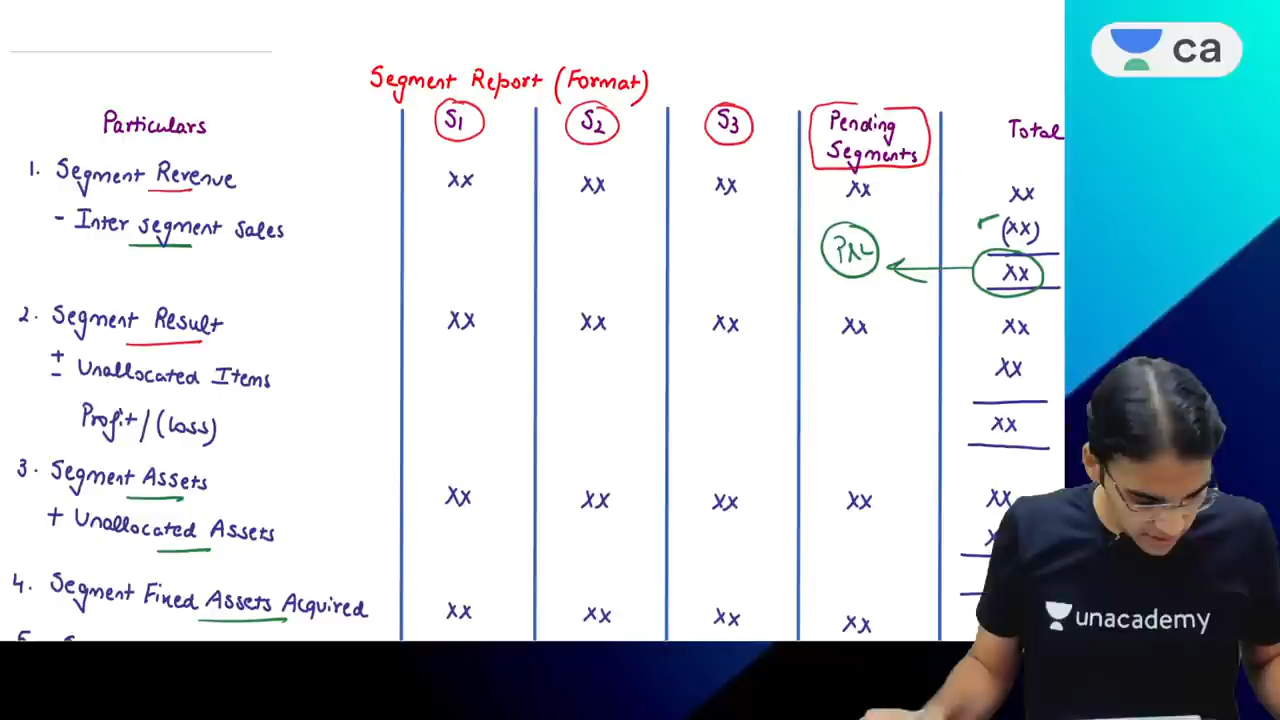 ca
Segment Report (Format)
Particulars S1 S2 S3 Pending Segments Total
1. Segment Revenue xx xx xx xx xx
- Inter segment sales (xx)
P&L xx
2. Segment Result xx xx xx xx xx
+ - Unallocated Items xx
Profit/(loss) xx
3. Segment Assets xx xx xx xx xx
+ Unallocated Assets
4. Segment Fixed Assets Acquired xx xx xx xx
unacademy